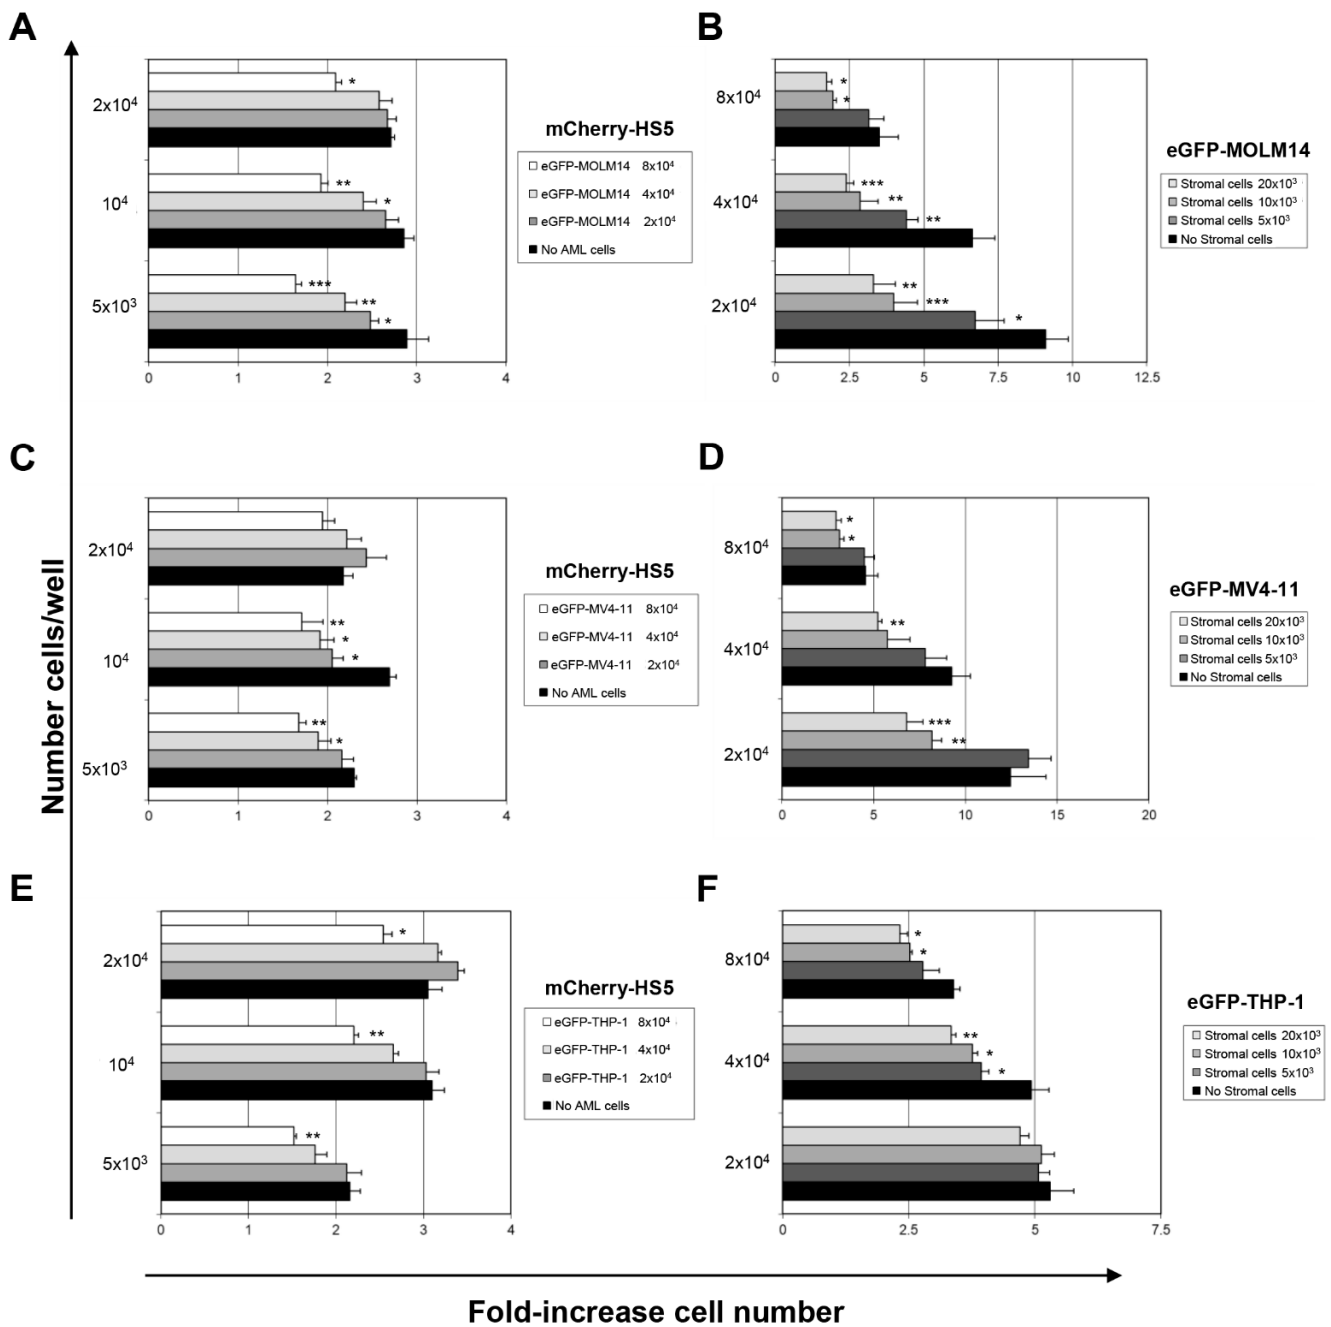 A
2x10⁴
*
10⁴
**
*
5x10³
***
**
*
0 1 2 3 4
mCherry-HS5
eGFP-MOLM14 8x10⁴
eGFP-MOLM14 4x10⁴
eGFP-MOLM14 2x10⁴
No AML cells
B
8x10⁴
*
*
4x10⁴
***
**
**
2x10⁴
**
***
*
0 2.5 5 7.5 10 12.5
eGFP-MOLM14
Stromal cells 20x10³
Stromal cells 10x10³
Stromal cells 5x10³
No Stromal cells
C
2x10⁴
10⁴
**
*
*
5x10³
**
*
0 1 2 3 4
mCherry-HS5
eGFP-MV4-11 8x10⁴
eGFP-MV4-11 4x10⁴
eGFP-MV4-11 2x10⁴
No AML cells
D
8x10⁴
*
*
4x10⁴
**
2x10⁴
***
**
0 5 10 15 20
eGFP-MV4-11
Stromal cells 20x10³
Stromal cells 10x10³
Stromal cells 5x10³
No Stromal cells
E
2x10⁴
*
10⁴
**
5x10³
**
0 1 2 3 4
mCherry-HS5
eGFP-THP-1 8x10⁴
eGFP-THP-1 4x10⁴
eGFP-THP-1 2x10⁴
No AML cells
F
8x10⁴
*
*
4x10⁴
**
*
*
2x10⁴
0 2.5 5 7.5
eGFP-THP-1
Stromal cells 20x10³
Stromal cells 10x10³
Stromal cells 5x10³
No Stromal cells
Number cells/well
Fold-increase cell number